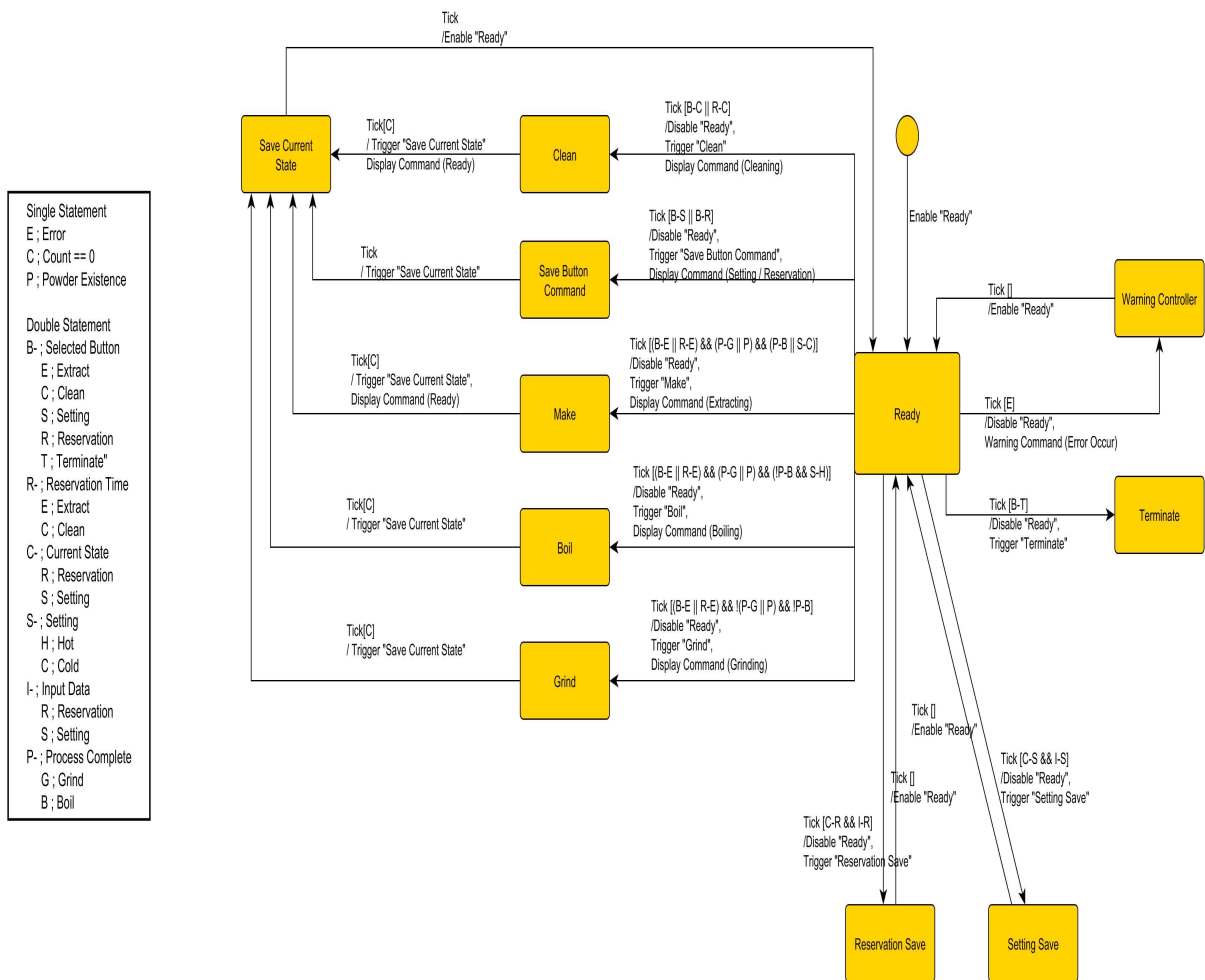 Tick
/Enable "Ready"
Save Current
State
Tick[C]
/ Trigger "Save Current State"
Display Command (Ready)
Clean
Tick [B-C || R-C]
/Disable "Ready",
Trigger "Clean"
Display Command (Cleaning)
Enable "Ready"
Single Statement
E ; Error
C ; Count == 0
P ; Powder Existence
Double Statement
B- ; Selected Button
E ; Extract
C ; Clean
S ; Setting
R ; Reservation
T ; Terminate"
R- ; Reservation Time
E ; Extract
C ; Clean
C- ; Current State
R ; Reservation
S ; Setting
S- ; Setting
H ; Hot
C ; Cold
I- ; Input Data
R ; Reservation
S ; Setting
P- ; Process Complete
G ; Grind
B ; Boil
Tick
/ Trigger "Save Current State"
Save Button
Command
Tick [B-S || B-R]
/Disable "Ready",
Trigger "Save Button Command",
Display Command (Setting / Reservation)
Tick []
/Enable "Ready"
Warning Controller
Tick[C]
/ Trigger "Save Current State",
Display Command (Ready)
Make
Tick [(B-E || R-E) && (P-G || P) && (P-B || S-C)]
/Disable "Ready",
Trigger "Make",
Display Command (Extracting)
Ready
Tick [E]
/Disable "Ready",
Warning Command (Error Occur)
Tick[C]
/ Trigger "Save Current State"
Boil
Tick [(B-E || R-E) && (P-G || P) && (!P-B && S-H)]
/Disable "Ready",
Trigger "Boil",
Display Command (Boiling)
Tick [B-T]
/Disable "Ready",
Trigger "Terminate"
Terminate
Tick[C]
/ Trigger "Save Current State"
Grind
Tick [(B-E || R-E) && !(P-G || P) && !P-B]
/Disable "Ready",
Trigger "Grind",
Display Command (Grinding)
Tick []
/Enable "Ready"
Tick [C-S && I-S]
/Disable "Ready",
Trigger "Setting Save"
Tick []
/Enable "Ready"
Tick [C-R && I-R]
/Disable "Ready",
Trigger "Reservation Save"
Reservation Save
Setting Save